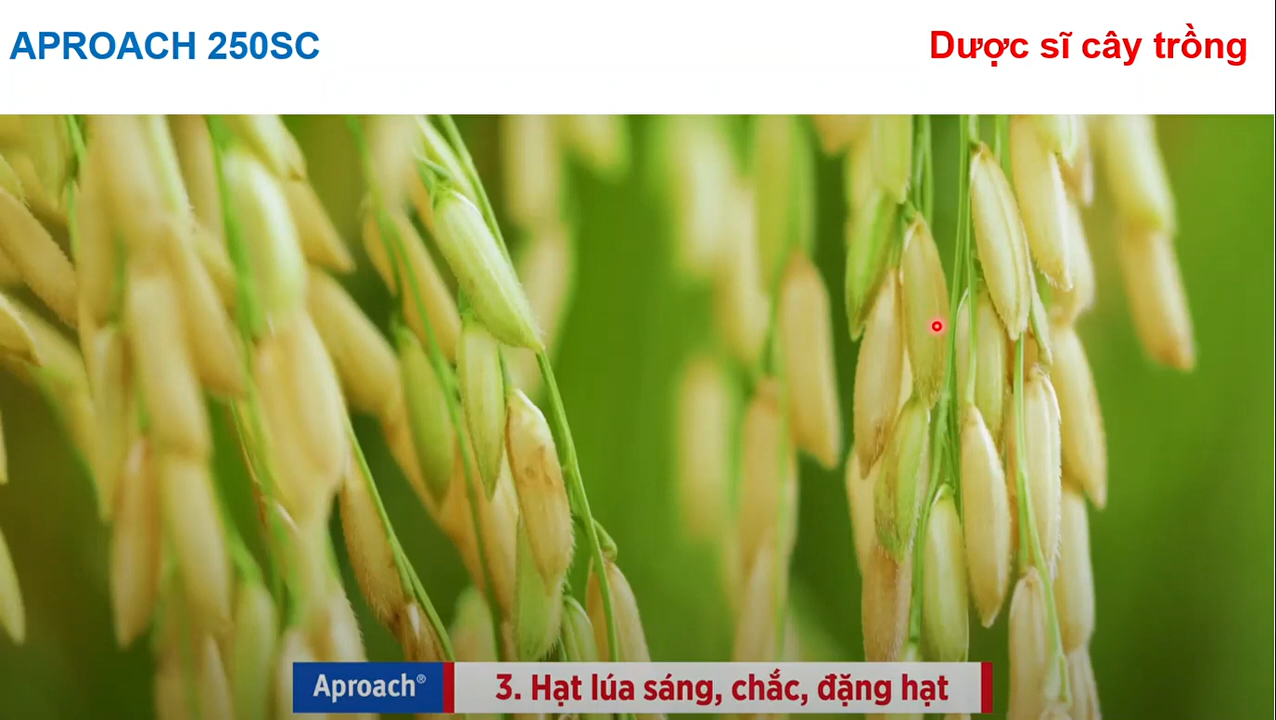 APROACH 250SC
Dược sĩ cây trồng
Aproach®
3. Hạt lúa sáng, chắc, đặng hạt